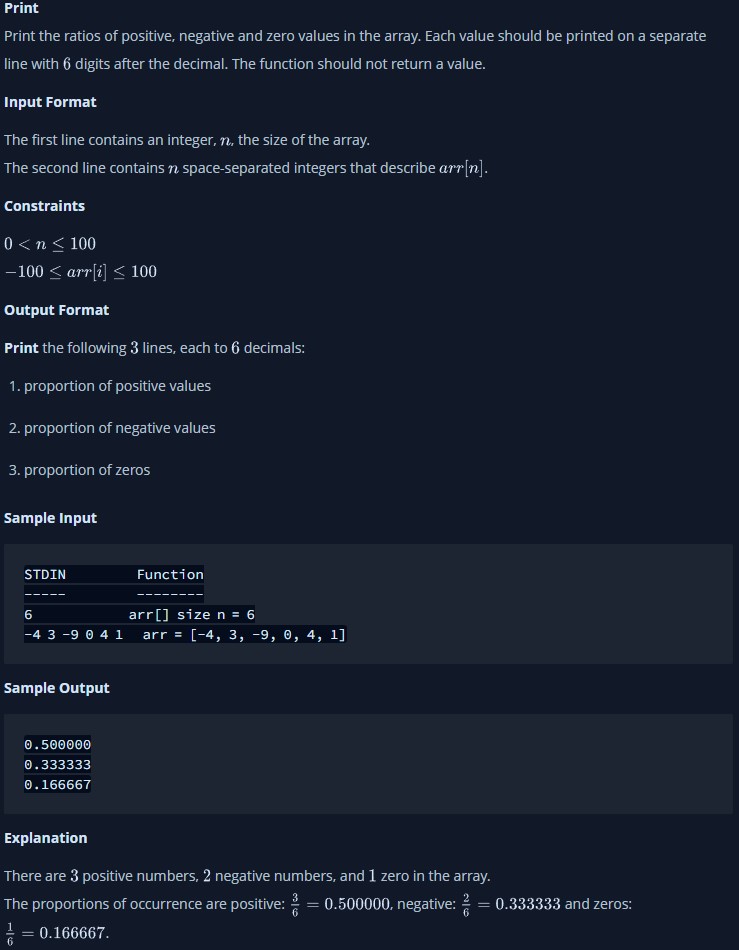 Print
Print the ratios of positive, negative and zero values in the array. Each value should be printed on a separate
line with 6 digits after the decimal. The function should not return a value.
Input Format
The first line contains an integer, n, the size of the array.
The second line contains n space-separated integers that describe arr[n].
Constraints
0 < n ≤ 100
−100 ≤ arr[i] ≤ 100
Output Format
Print the following 3 lines, each to 6 decimals:
1. proportion of positive values
2. proportion of negative values
3. proportion of zeros
Sample Input
STDIN Function
----- --------
6 arr[] size n = 6
-4 3 -9 0 4 1 arr = [-4, 3, -9, 0, 4, 1]
Sample Output
0.500000
0.333333
0.166667
Explanation
There are 3 positive numbers, 2 negative numbers, and 1 zero in the array.
The proportions of occurrence are positive: 3/6 = 0.500000, negative: 2/6 = 0.333333 and zeros:
1/6 = 0.166667.